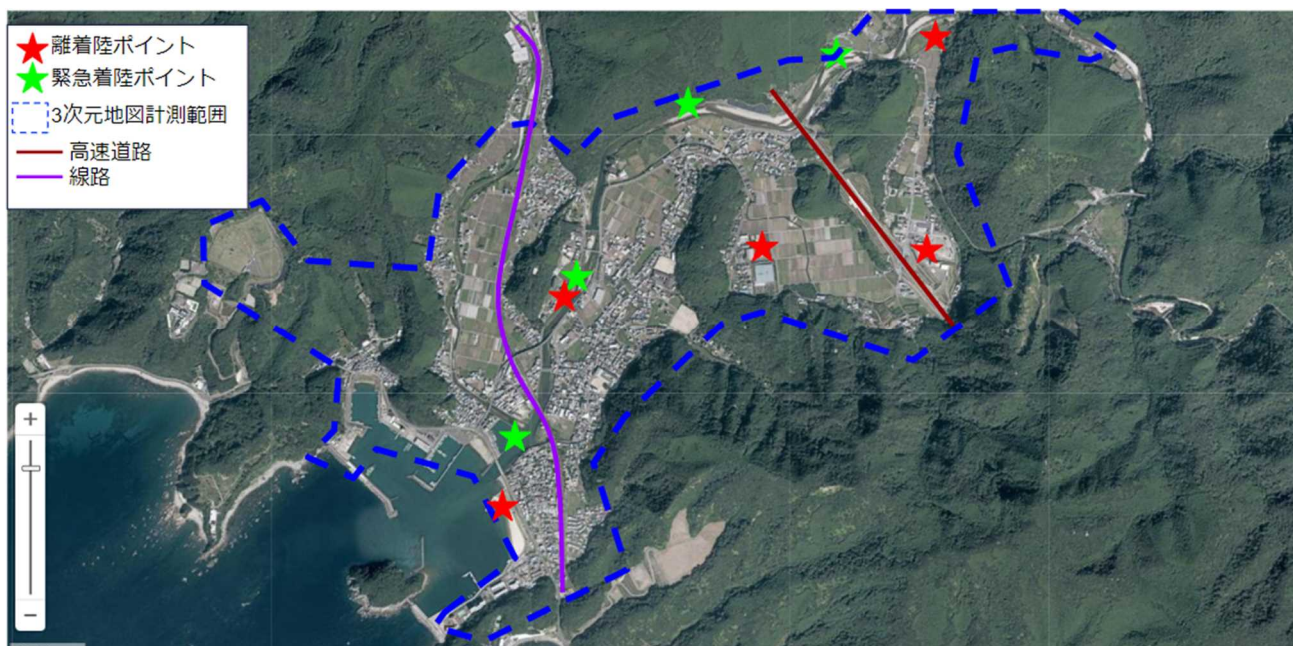 離着陸ポイント
緊急着陸ポイント
3次元地図計測範囲
高速道路
線路
+
−